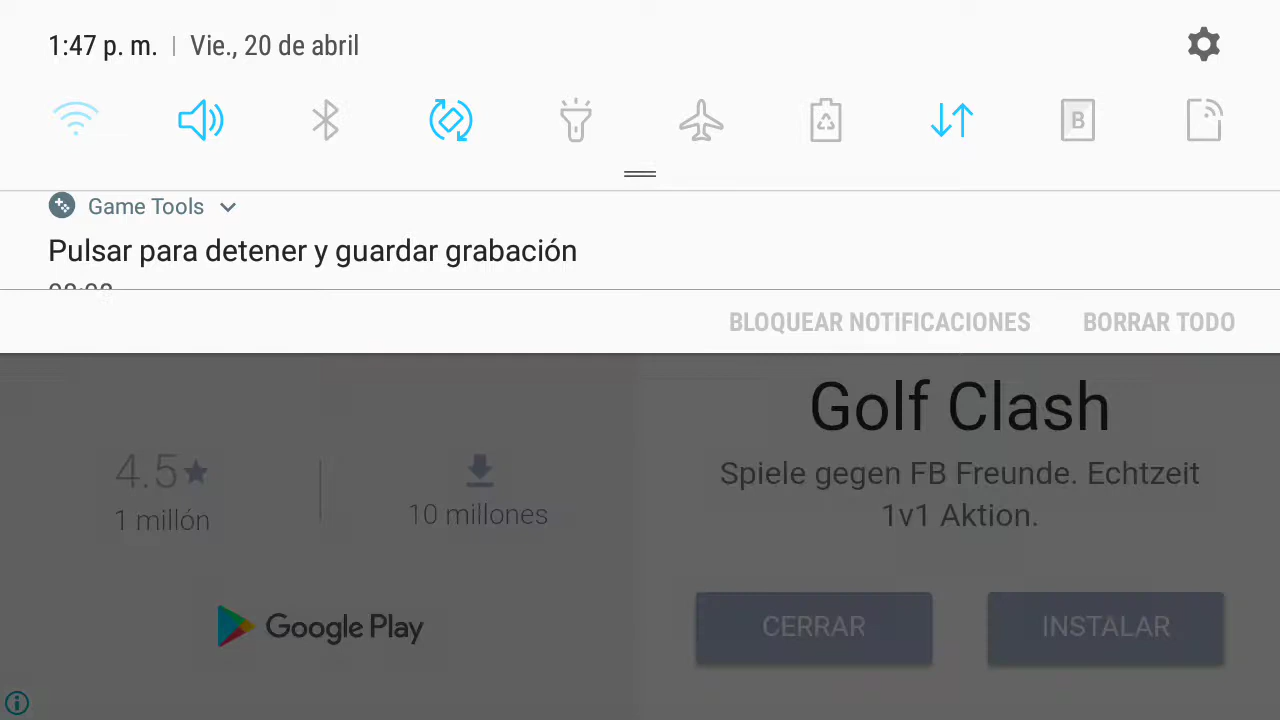 1:47 p. m. | Vie., 20 de abril
B
Game Tools
Pulsar para detener y guardar grabación
BLOQUEAR NOTIFICACIONES BORRAR TODO
Golf Clash
Spiele gegen FB Freunde. Echtzeit
1v1 Aktion.
4.5★
1 millón
10 millones
Google Play
CERRAR INSTALAR